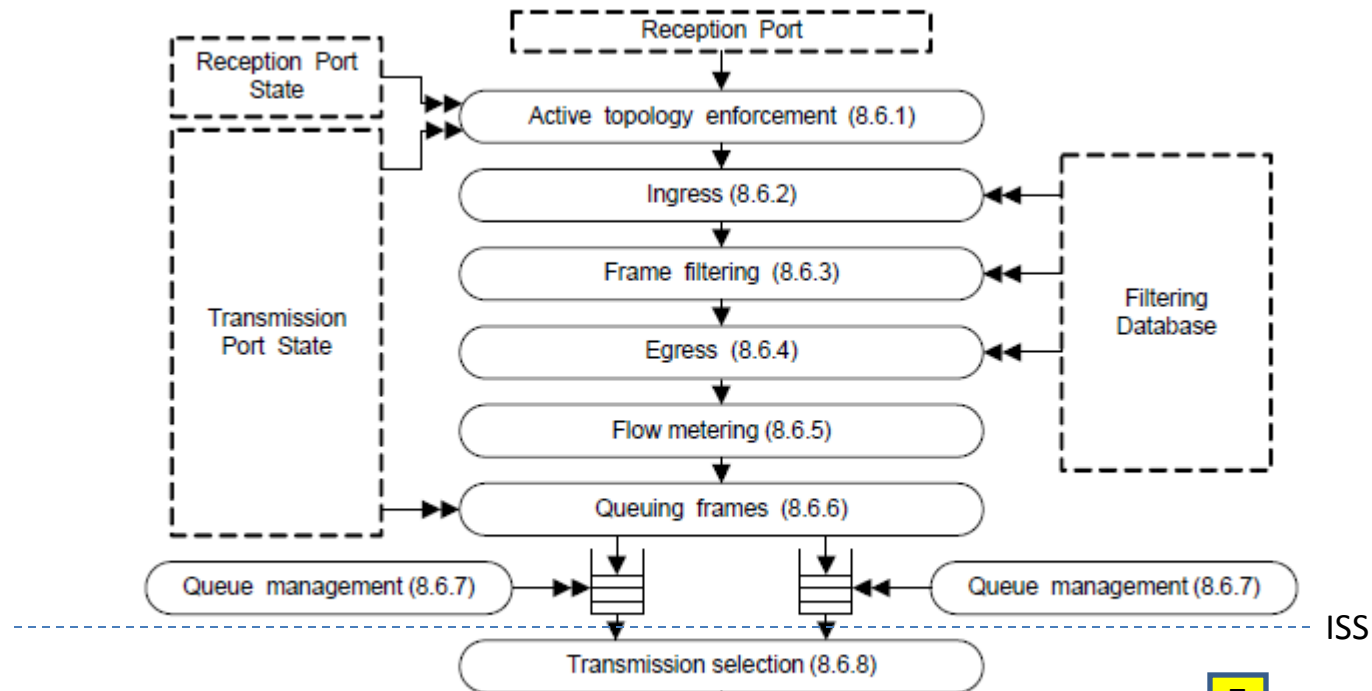 Reception Port
Reception Port
State
Active topology enforcement (8.6.1)
Ingress (8.6.2)
Frame filtering (8.6.3)
Filtering
Database
Transmission
Port State
Egress (8.6.4)
Flow metering (8.6.5)
Queuing frames (8.6.6)
Queue management (8.6.7)
Queue management (8.6.7)
ISS
Transmission selection (8.6.8)